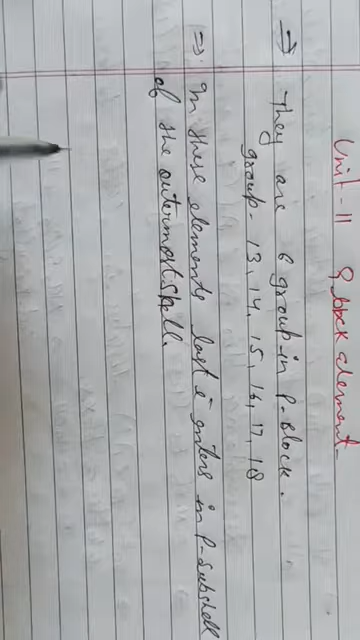 Unit-11 P block element
→ They are 6 group in P-Block.
group- 13, 14, 15, 16, 17, 18
⇒ In these elements last e⁻ enters in P-Subshell
of the outermost shell.